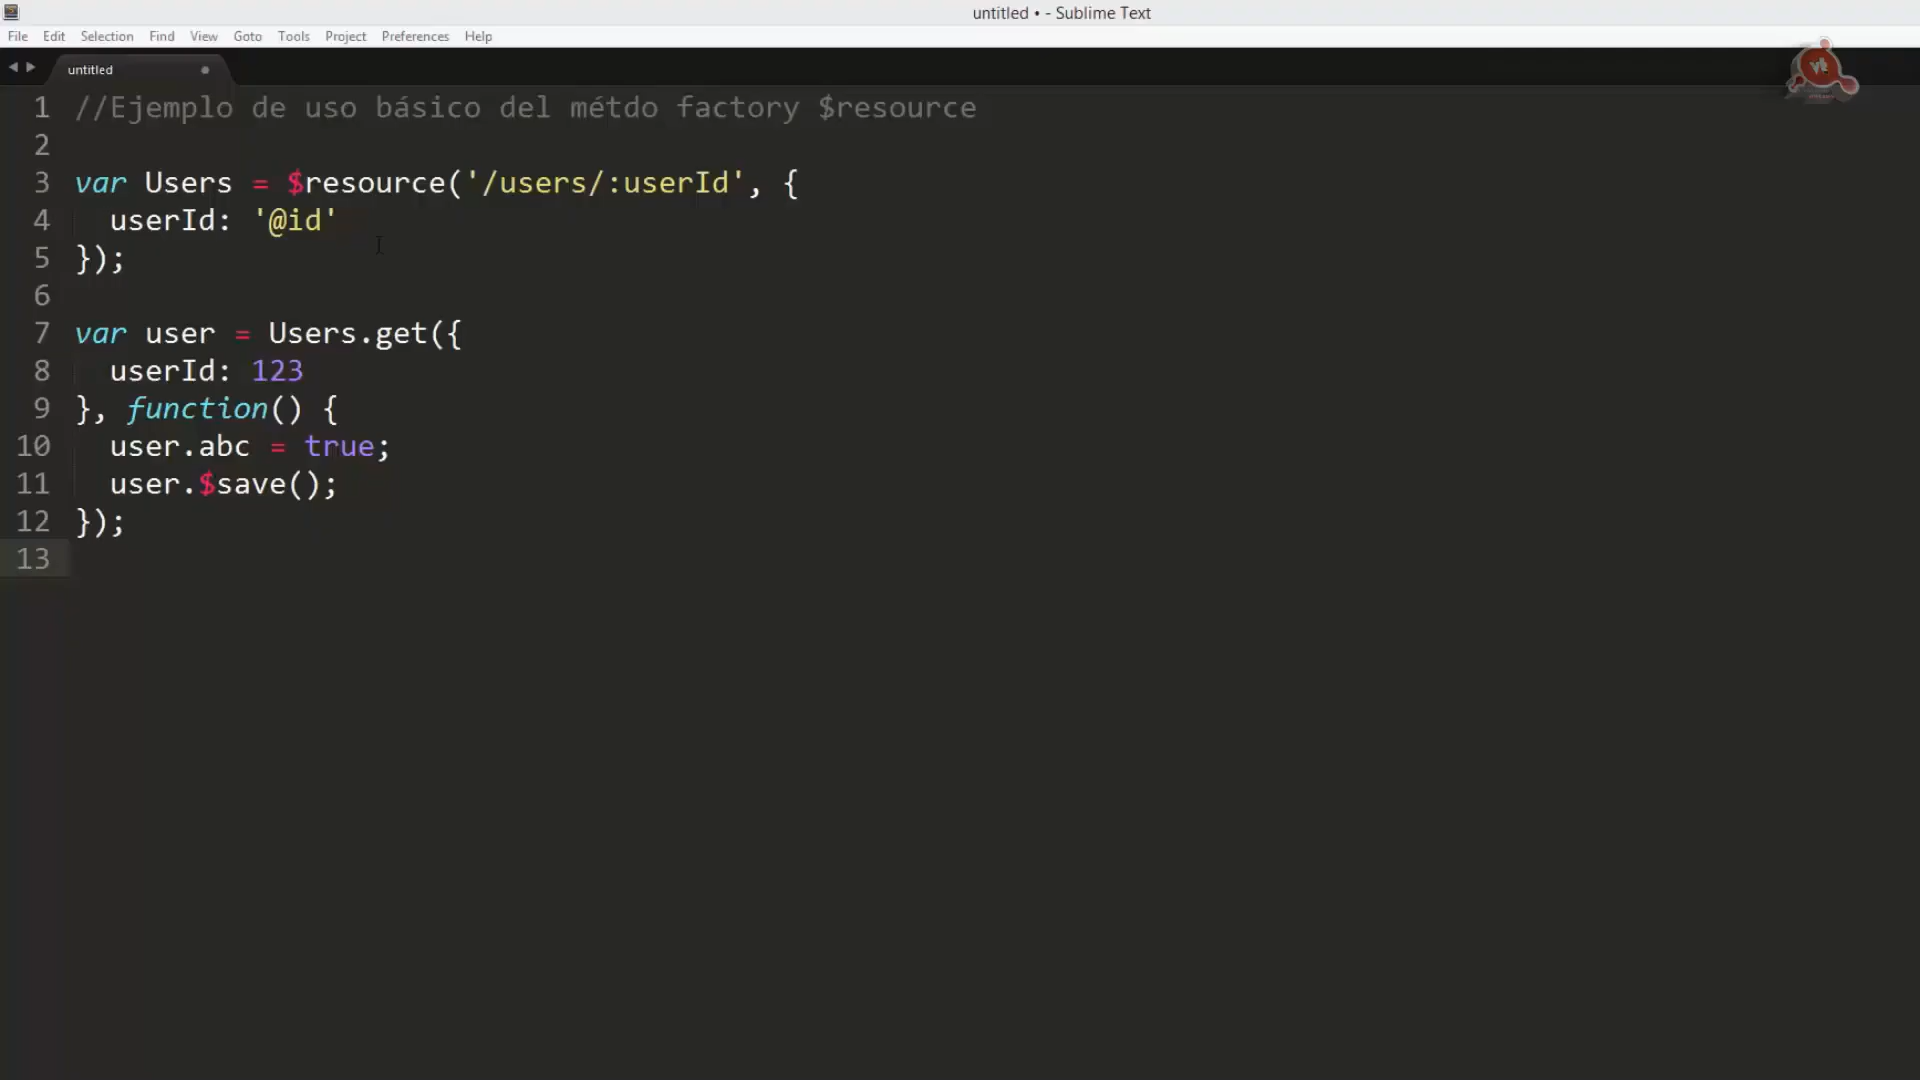 untitled • - Sublime Text
File Edit Selection Find View Goto Tools Project Preferences Help
untitled
1 //Ejemplo de uso básico del métdo factory $resource
2
3 var Users = $resource('/users/:userId', {
4 userId: '@id'
5 });
6
7 var user = Users.get({
8 userId: 123
9 }, function() {
10 user.abc = true;
11 user.$save();
12 });
13